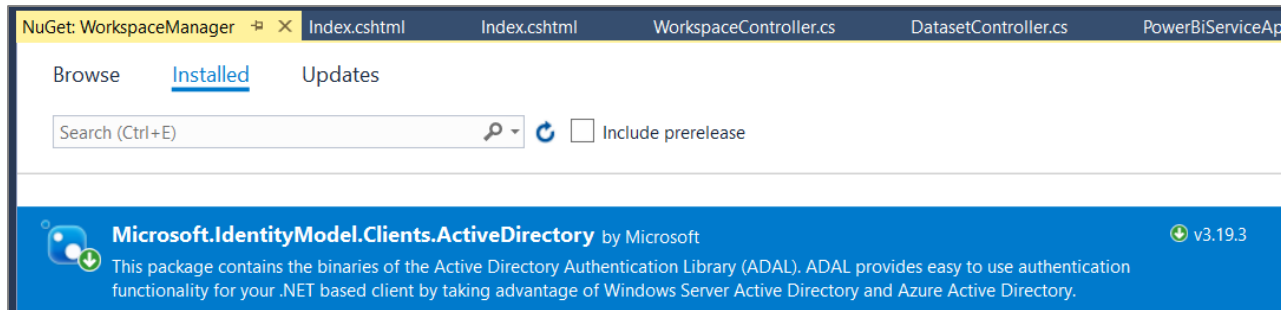 NuGet: WorkspaceManager Index.cshtml Index.cshtml WorkspaceController.cs DatasetController.cs PowerBiServiceAp
Browse Installed Updates
Search (Ctrl+E) Include prerelease
Microsoft.IdentityModel.Clients.ActiveDirectory by Microsoft v3.19.3
This package contains the binaries of the Active Directory Authentication Library (ADAL). ADAL provides easy to use authentication
functionality for your .NET based client by taking advantage of Windows Server Active Directory and Azure Active Directory.